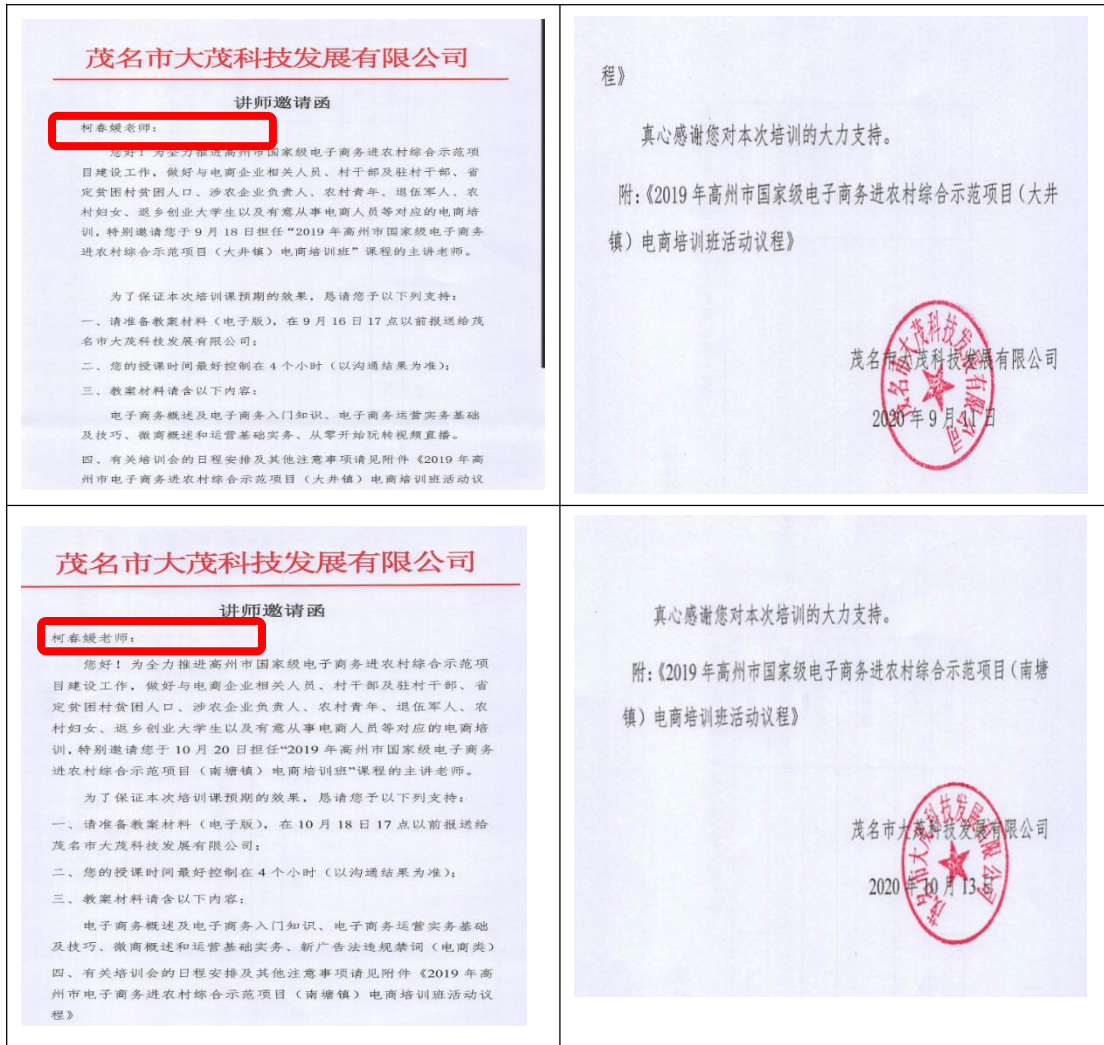 茂名市大茂科技发展有限公司
讲师邀请函
柯春媛老师：
您好！为全力推进高州市国家级电子商务进农村综合示范项
目建设工作，做好与电商企业相关人员、村干部及驻村干部、省
定贫困村贫困人口、涉农企业负责人、农村青年、退伍军人、农
村妇女、返乡创业大学生以及有意从事电商人员等对应的电商培
训，特别邀请您于9月18日担任“2019年高州市国家级电子商务
进农村综合示范项目（大井镇）电商培训班”课程的主讲老师。
为了保证本次培训课预期的效果，恳请您予以下列支持：
一、请准备教案材料（电子版），在9月16日17点以前报送给茂
名市大茂科技发展有限公司；
二、您的授课时间最好控制在4个小时（以沟通结果为准）；
三、教案材料请含以下内容：
电子商务概述及电子商务入门知识、电子商务运营实务基础
及技巧、微商概述和运营基础实务、从零开始玩转视频直播。
四、有关培训会的日程安排及其他注意事项请见附件《2019年高
州市电子商务进农村综合示范项目（大井镇）电商培训班活动议
程》
真心感谢您对本次培训的大力支持。
附：《2019年高州市国家级电子商务进农村综合示范项目（大井
镇）电商培训班活动议程》
茂名市大茂科技发展有限公司
2020年9月11日
茂名市大茂科技发展有限公司
茂名市大茂科技发展有限公司
讲师邀请函
柯春媛老师：
您好！为全力推进高州市国家级电子商务进农村综合示范项
目建设工作，做好与电商企业相关人员、村干部及驻村干部、省
定贫困村贫困人口、涉农企业负责人、农村青年、退伍军人、农
村妇女、返乡创业大学生以及有意从事电商人员等对应的电商培
训，特别邀请您于10月20日担任“2019年高州市国家级电子商务
进农村综合示范项目（南塘镇）电商培训班”课程的主讲老师。
为了保证本次培训课预期的效果，恳请您予以下列支持：
一、请准备教案材料（电子版），在10月18日17点以前报送给
茂名市大茂科技发展有限公司；
二、您的授课时间最好控制在4个小时（以沟通结果为准）；
三、教案材料请含以下内容：
电子商务概述及电子商务入门知识、电子商务运营实务基础
及技巧、微商概述和运营基础实务、新广告法违规禁词（电商类）
四、有关培训会的日程安排及其他注意事项请见附件《2019年高
州市电子商务进农村综合示范项目（南塘镇）电商培训班活动议
程》
真心感谢您对本次培训的大力支持。
附：《2019年高州市国家级电子商务进农村综合示范项目（南塘
镇）电商培训班活动议程》
茂名市大茂科技发展有限公司
2020年10月13日
茂名市大茂科技发展有限公司